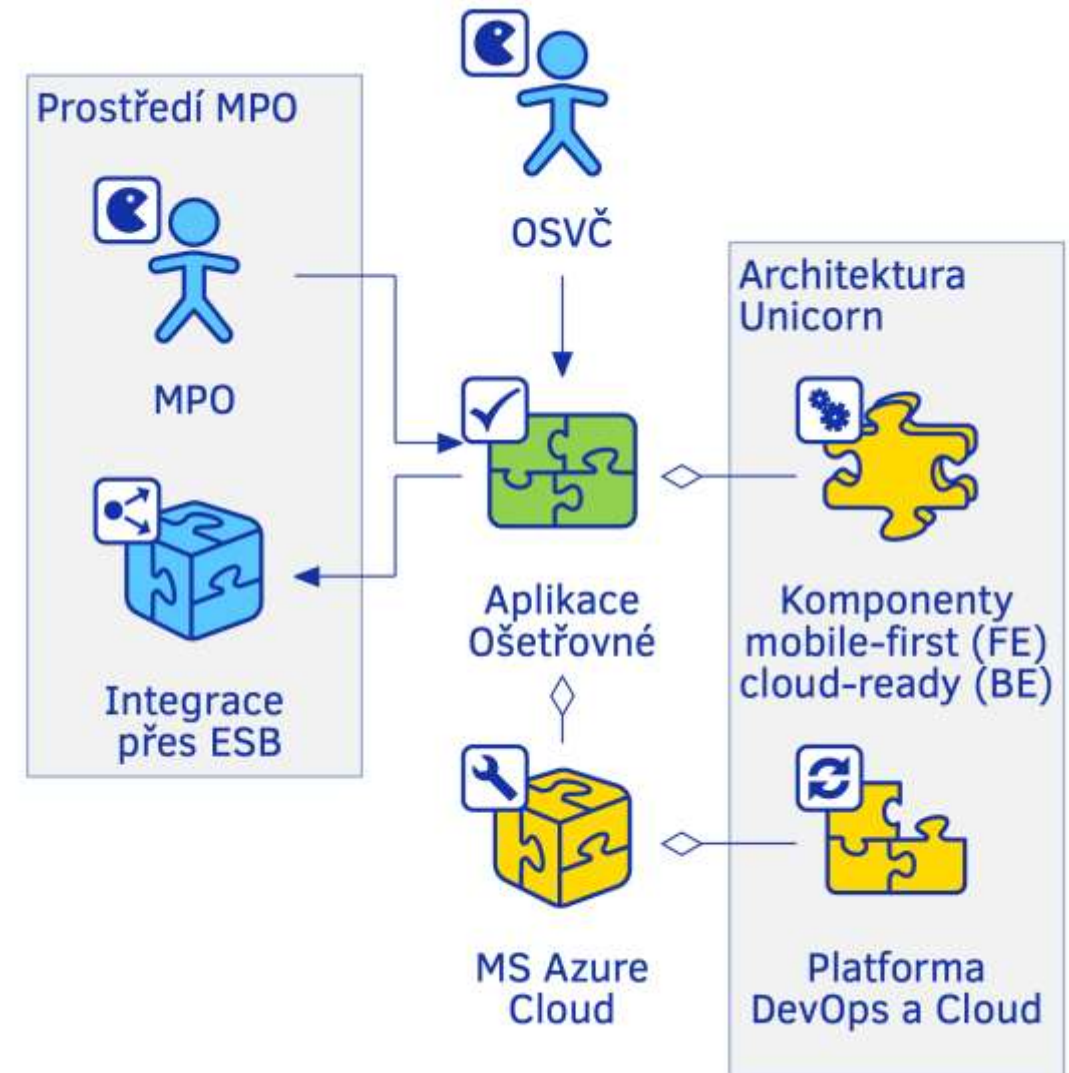 Prostředí MPO
MPO
Integrace
přes ESB
OSVČ
Aplikace
Ošetřovné
MS Azure
Cloud
Architektura
Unicorn
Komponenty
mobile-first (FE)
cloud-ready (BE)
Platforma
DevOps a Cloud